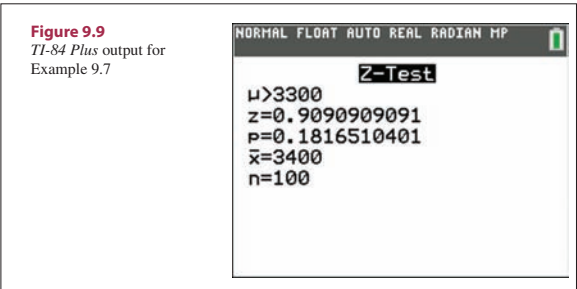 Figure 9.9
TI-84 Plus output for
Example 9.7
NORMAL FLOAT AUTO REAL RADIAN MP
Z-Test
μ>3300
z=0.9090909091
p=0.1816510401
x̄=3400
n=100